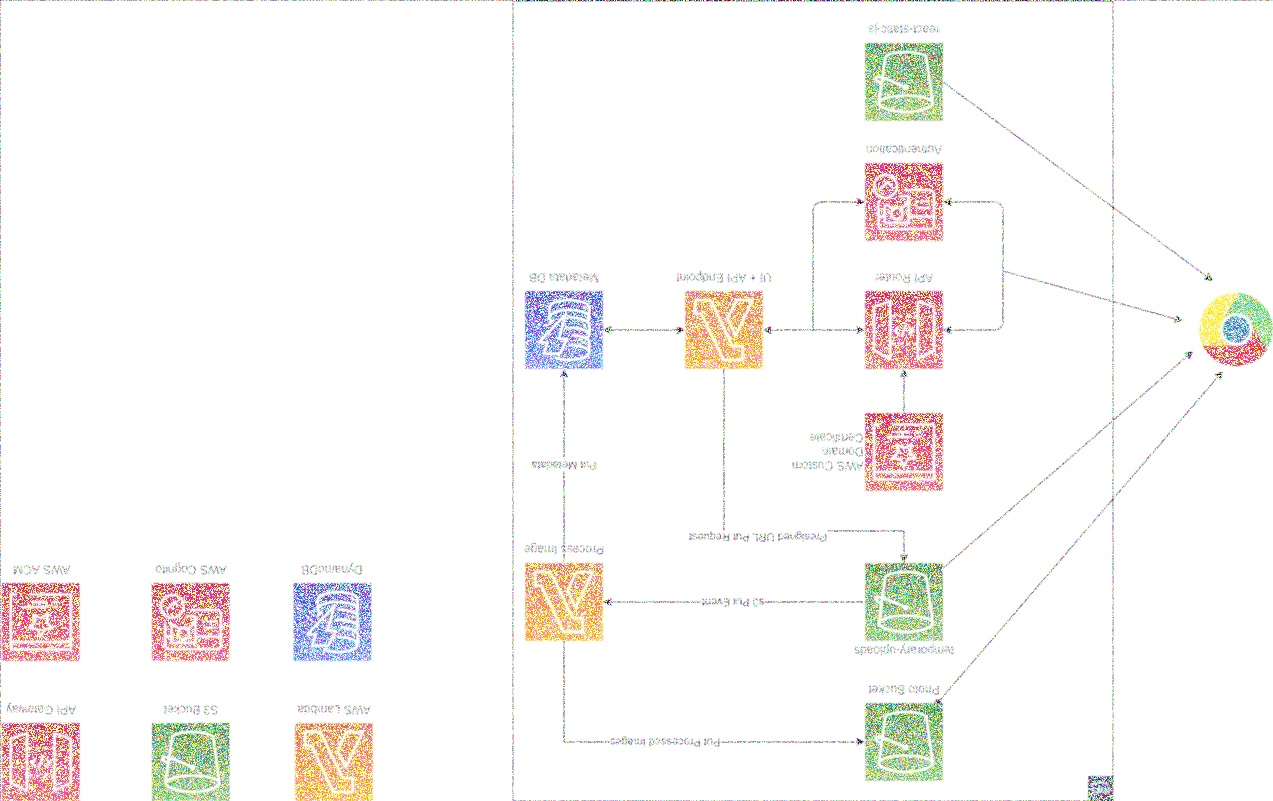 Put Processed Images
Photo Bucket
temporary-uploads
s3 Put Event
Process Image
Presigned URL Put Request
AWS Custom
Domain
Certificate
Put Metadata
API Router
UI + API Endpoint
Metadata DB
Authentication
react-static.js
AWS Lambda
S3 Bucket
API Gateway
DynamoDB
AWS Cognito
AWS ACM